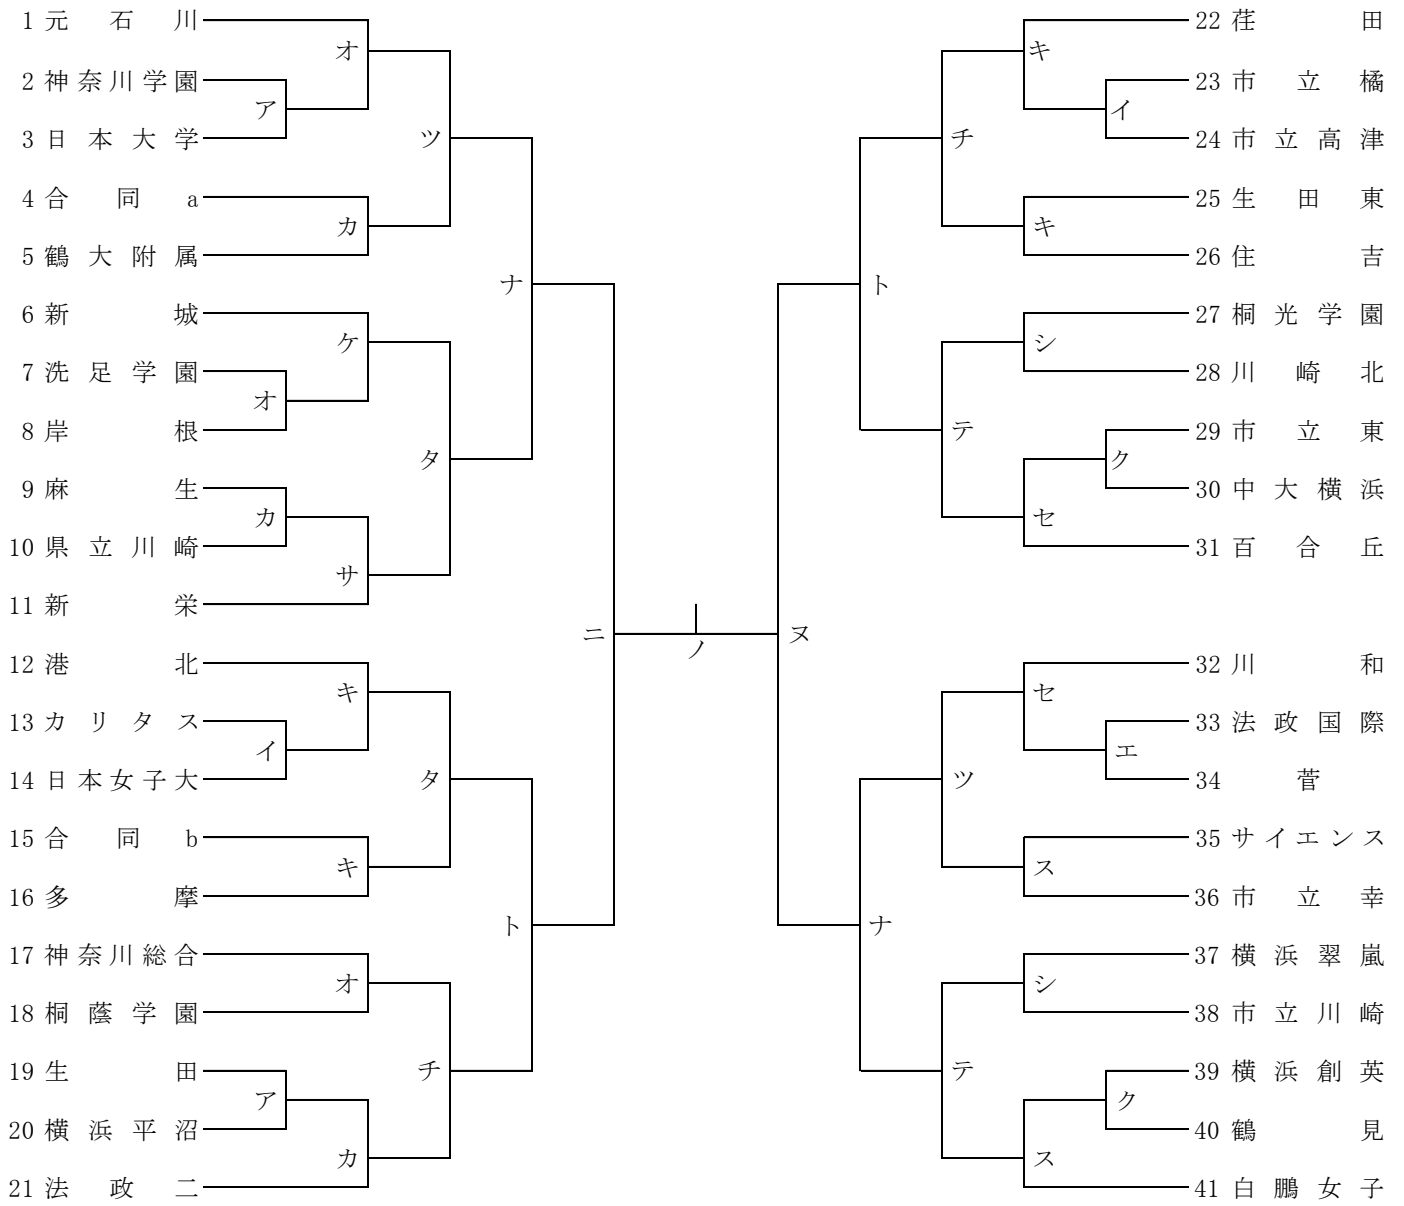 1 元石川
オ
2 神奈川学園
ア
3 日本大学
ツ
4 合同a
カ
5 鶴大附属
ナ
6 新城
ケ
7 洗足学園
オ
8 岸根
タ
9 麻生
カ
10 県立川崎
サ
11 新栄
ニ
ノ
12 港北
キ
13 カリタス
イ
14 日本女子大
タ
15 合同b
キ
16 多摩
ト
17 神奈川総合
オ
18 桐蔭学園
チ
19 生田
ア
20 横浜平沼
カ
21 法政二
22 荏田
キ
23 市立橘
イ
24 市立高津
チ
25 生田東
キ
26 住吉
ト
27 桐光学園
シ
28 川崎北
テ
29 市立東
ク
30 中大横浜
セ
31 百合丘
ヌ
32 川和
セ
33 法政国際
エ
34 菅
ツ
35 サイエンス
ス
36 市立幸
ナ
37 横浜翠嵐
シ
38 市立川崎
テ
39 横浜創英
ク
40 鶴見
ス
41 白鵬女子